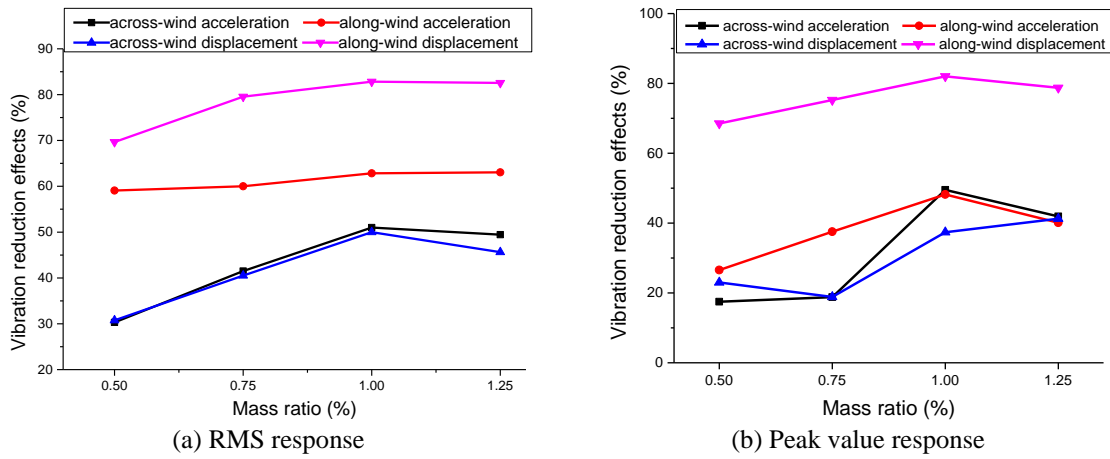 across-wind acceleration along-wind acceleration
across-wind displacement along-wind displacement
90
80
70
60
50
40
30
20
Vibration reduction effects (%)
0.50 0.75 1.00 1.25
Mass ratio (%)
(a) RMS response
across-wind acceleration along-wind acceleration
across-wind displacement along-wind displacement
100
80
60
40
20
0
Vibration reduction effects (%)
0.50 0.75 1.00 1.25
Mass ratio (%)
(b) Peak value response